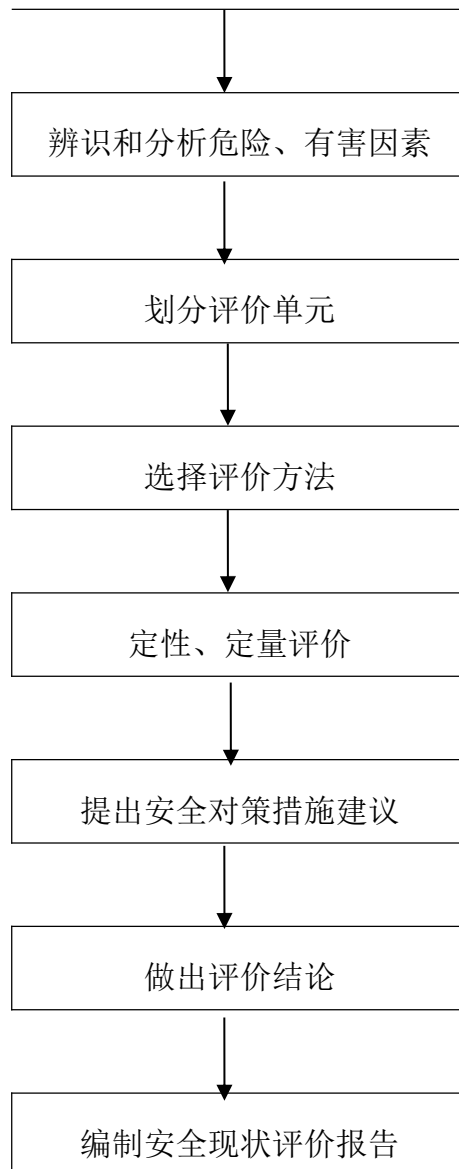 辨识和分析危险、有害因素
划分评价单元
选择评价方法
定性、定量评价
提出安全对策措施建议
做出评价结论
编制安全现状评价报告